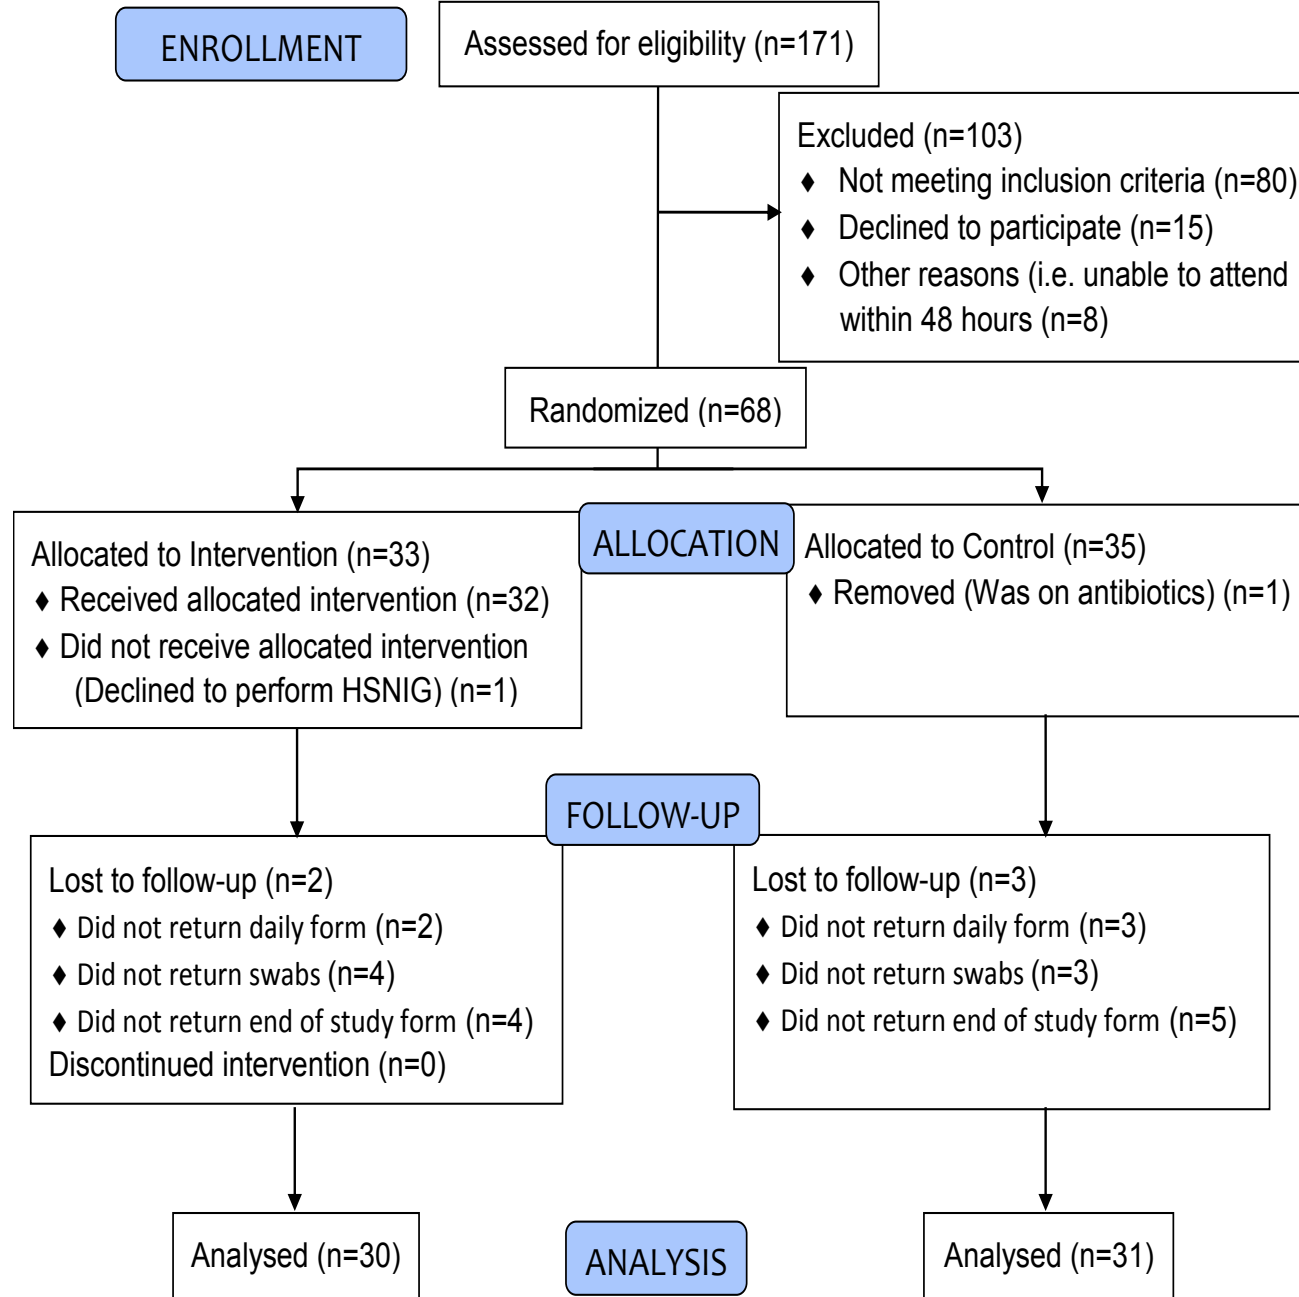 ENROLLMENT
Assessed for eligibility (n=171)
Excluded (n=103)
♦ Not meeting inclusion criteria (n=80)
♦ Declined to participate (n=15)
♦ Other reasons (i.e. unable to attend
within 48 hours (n=8)
Randomized (n=68)
ALLOCATION
Allocated to Intervention (n=33)
♦ Received allocated intervention (n=32)
♦ Did not receive allocated intervention
(Declined to perform HSNIG) (n=1)
Allocated to Control (n=35)
♦ Removed (Was on antibiotics) (n=1)
FOLLOW-UP
Lost to follow-up (n=2)
♦ Did not return daily form (n=2)
♦ Did not return swabs (n=4)
♦ Did not return end of study form (n=4)
Discontinued intervention (n=0)
Lost to follow-up (n=3)
♦ Did not return daily form (n=3)
♦ Did not return swabs (n=3)
♦ Did not return end of study form (n=5)
Analysed (n=30)
ANALYSIS
Analysed (n=31)